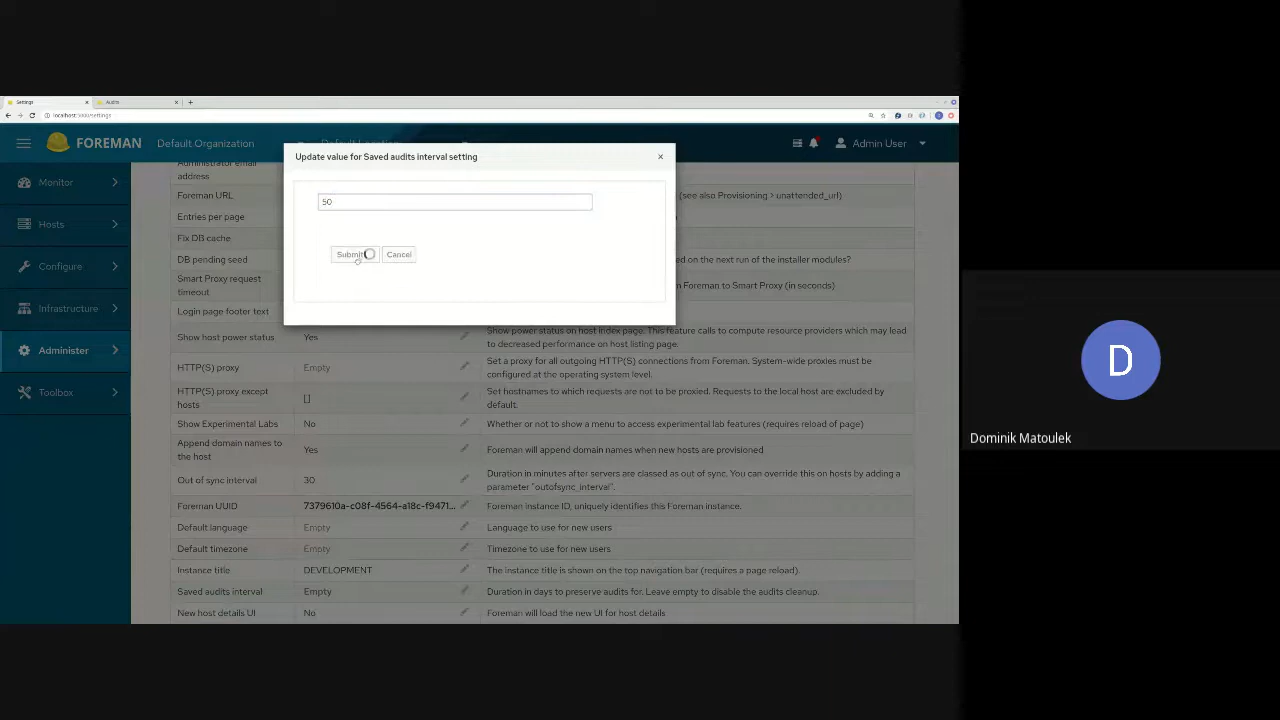 Settings
Audits
localhost:3000/settings
FOREMAN
Default Organization
Default Location
Admin User
Update value for Saved audits interval setting
50
Submit
Cancel
Monitor
Hosts
Configure
Infrastructure
Administer
Toolbox
Administrator email
address
Foreman URL
(see also Provisioning > unattended_url)
Entries per page
Fix DB cache
DB pending seed
ed on the next run of the installer modules?
Smart Proxy request
timeout
m Foreman to Smart Proxy (in seconds)
Login page footer text
Show host power status
Yes
Show power status on host index page. This feature calls to compute resource providers which may lead
to decreased performance on host listing page.
HTTP(S) proxy
Empty
Set a proxy for all outgoing HTTP(S) connections from Foreman. System-wide proxies must be
configured at the operating system level.
HTTP(S) proxy except
hosts
[]
Set hostnames to which requests are not to be proxied. Requests to the local host are excluded by
default.
Show Experimental Labs
No
Whether or not to show a menu to access experimental lab features (requires reload of page)
Append domain names to
the host
Yes
Foreman will append domain names when new hosts are provisioned
Out of sync interval
30
Duration in minutes after servers are classed as out of sync. You can override this on hosts by adding a
parameter "outofsync_interval".
Foreman UUID
7379610a-c08f-4564-a18c-f9471...
Foreman instance ID, uniquely identifies this Foreman instance.
Default language
Empty
Language to use for new users
Default timezone
Empty
Timezone to use for new users
Instance title
DEVELOPMENT
The instance title is shown on the top navigation bar (requires a page reload).
Saved audits interval
Empty
Duration in days to preserve audits for. Leave empty to disable the audits cleanup.
New host details UI
No
Foreman will load the new UI for host details
D
Dominik Matoulek